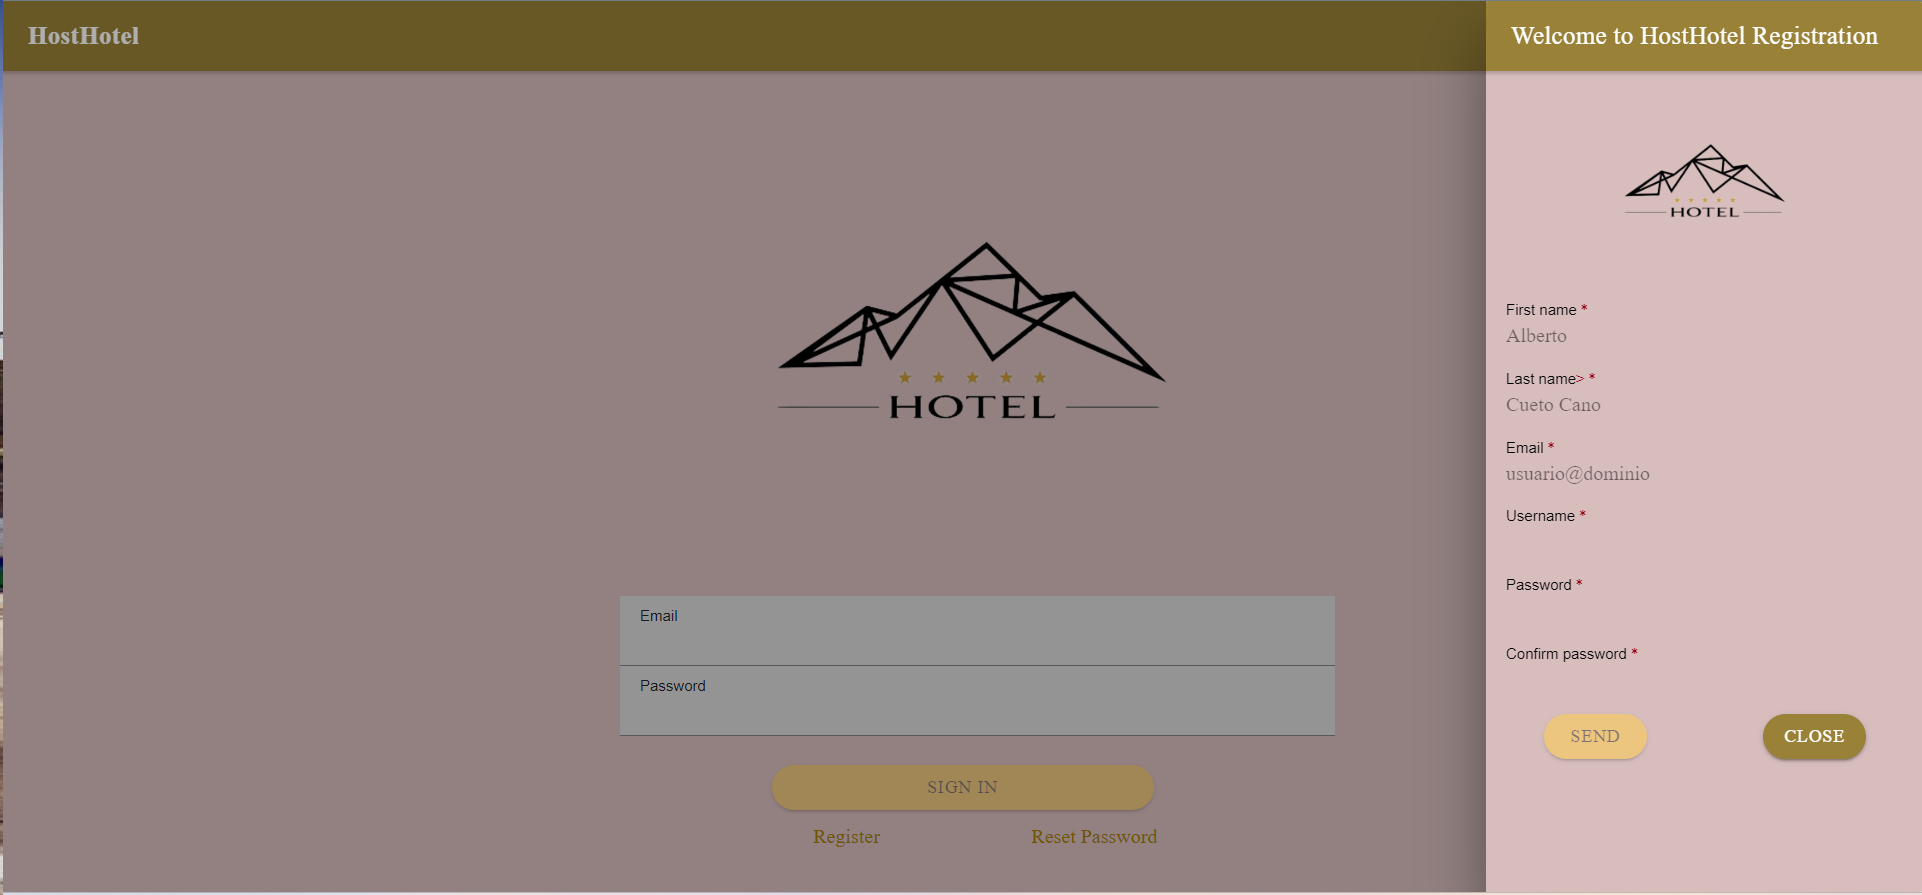 HostHotel
★ ★ ★ ★ ★
HOTEL
Email
Password
SIGN IN
Register Reset Password
Welcome to HostHotel Registration
★ ★ ★ ★ ★
HOTEL
First name *
Alberto
Last name> *
Cueto Cano
Email *
usuario@dominio
Username *
Password *
Confirm password *
SEND CLOSE